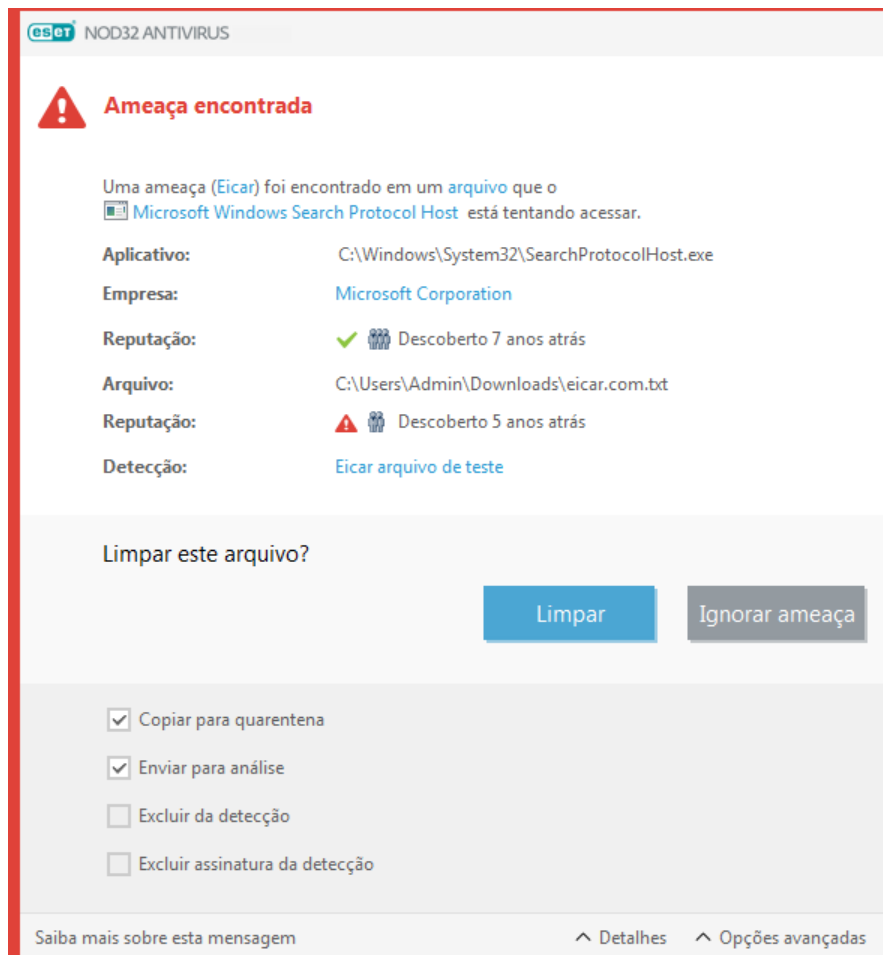 eset NOD32 ANTIVIRUS
Ameaça encontrada
Uma ameaça (Eicar) foi encontrado em um arquivo que o
Microsoft Windows Search Protocol Host está tentando acessar.
Aplicativo: C:\Windows\System32\SearchProtocolHost.exe
Empresa: Microsoft Corporation
Reputação: Descoberto 7 anos atrás
Arquivo: C:\Users\Admin\Downloads\eicar.com.txt
Reputação: Descoberto 5 anos atrás
Detecção: Eicar arquivo de teste
Limpar este arquivo?
Limpar Ignorar ameaça
Copiar para quarentena
Enviar para análise
Excluir da detecção
Excluir assinatura da detecção
Saiba mais sobre esta mensagem Detalhes Opções avançadas